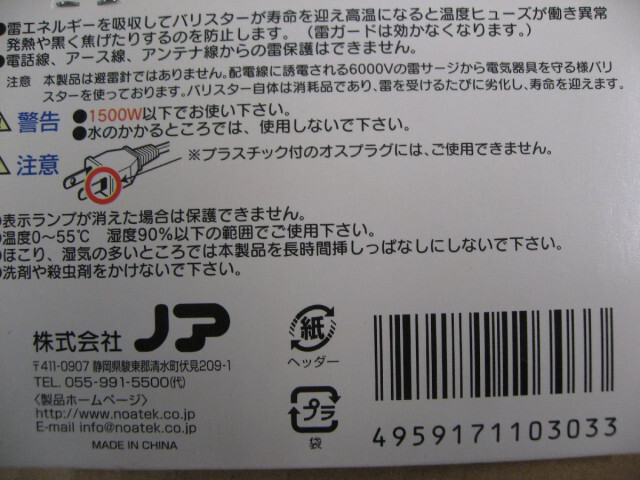 ●雷エネルギーを吸収してバリスターが寿命を迎え高温になると温度ヒューズが働き異常
発熱や黒く焦げたりするのを防止します。（雷ガードは効かなくなります。）
●電話線、アース線、アンテナ線からの雷保護はできません。
注意 本製品は避雷針ではありません。配電線に誘電される6000Vの雷サージから電気器具を守る様バリ
スターを使っております。バリスター自体は消耗品であり、雷を受けるたびに劣化し、寿命を迎えます。
警告 ●1500W以下でお使い下さい。
●水のかかるところでは、使用しないで下さい。
注意 ※プラスチック付のオスプラグには、ご使用できません。
●表示ランプが消えた場合は保護できません。
●温度0〜55℃ 湿度90%以下の範囲でご使用下さい。
●ほこり、湿気の多いところでは本製品を長時間挿しっぱなしにしないで下さい。
●洗剤や殺虫剤をかけないで下さい。
株式会社 ノア
〒411-0907 静岡県駿東郡清水町伏見209-1
TEL. 055-991-5500(代)
〈製品ホームページ〉
http://www.noatek.co.jp
E-mail info@noatek.co.jp
MADE IN CHINA
紙
ヘッダー
プラ
袋
4959171103033